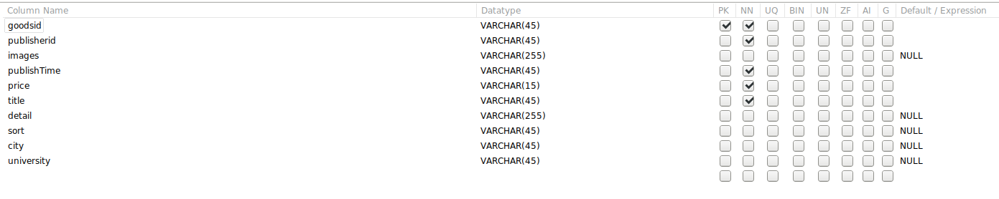 Column Name Datatype PK NN UQ BIN UN ZF AI G Default / Expression
goodsid VARCHAR(45)
publisherid VARCHAR(45)
images VARCHAR(255) NULL
publishTime VARCHAR(45)
price VARCHAR(15)
title VARCHAR(45)
detail VARCHAR(255) NULL
sort VARCHAR(45) NULL
city VARCHAR(45) NULL
university VARCHAR(45) NULL